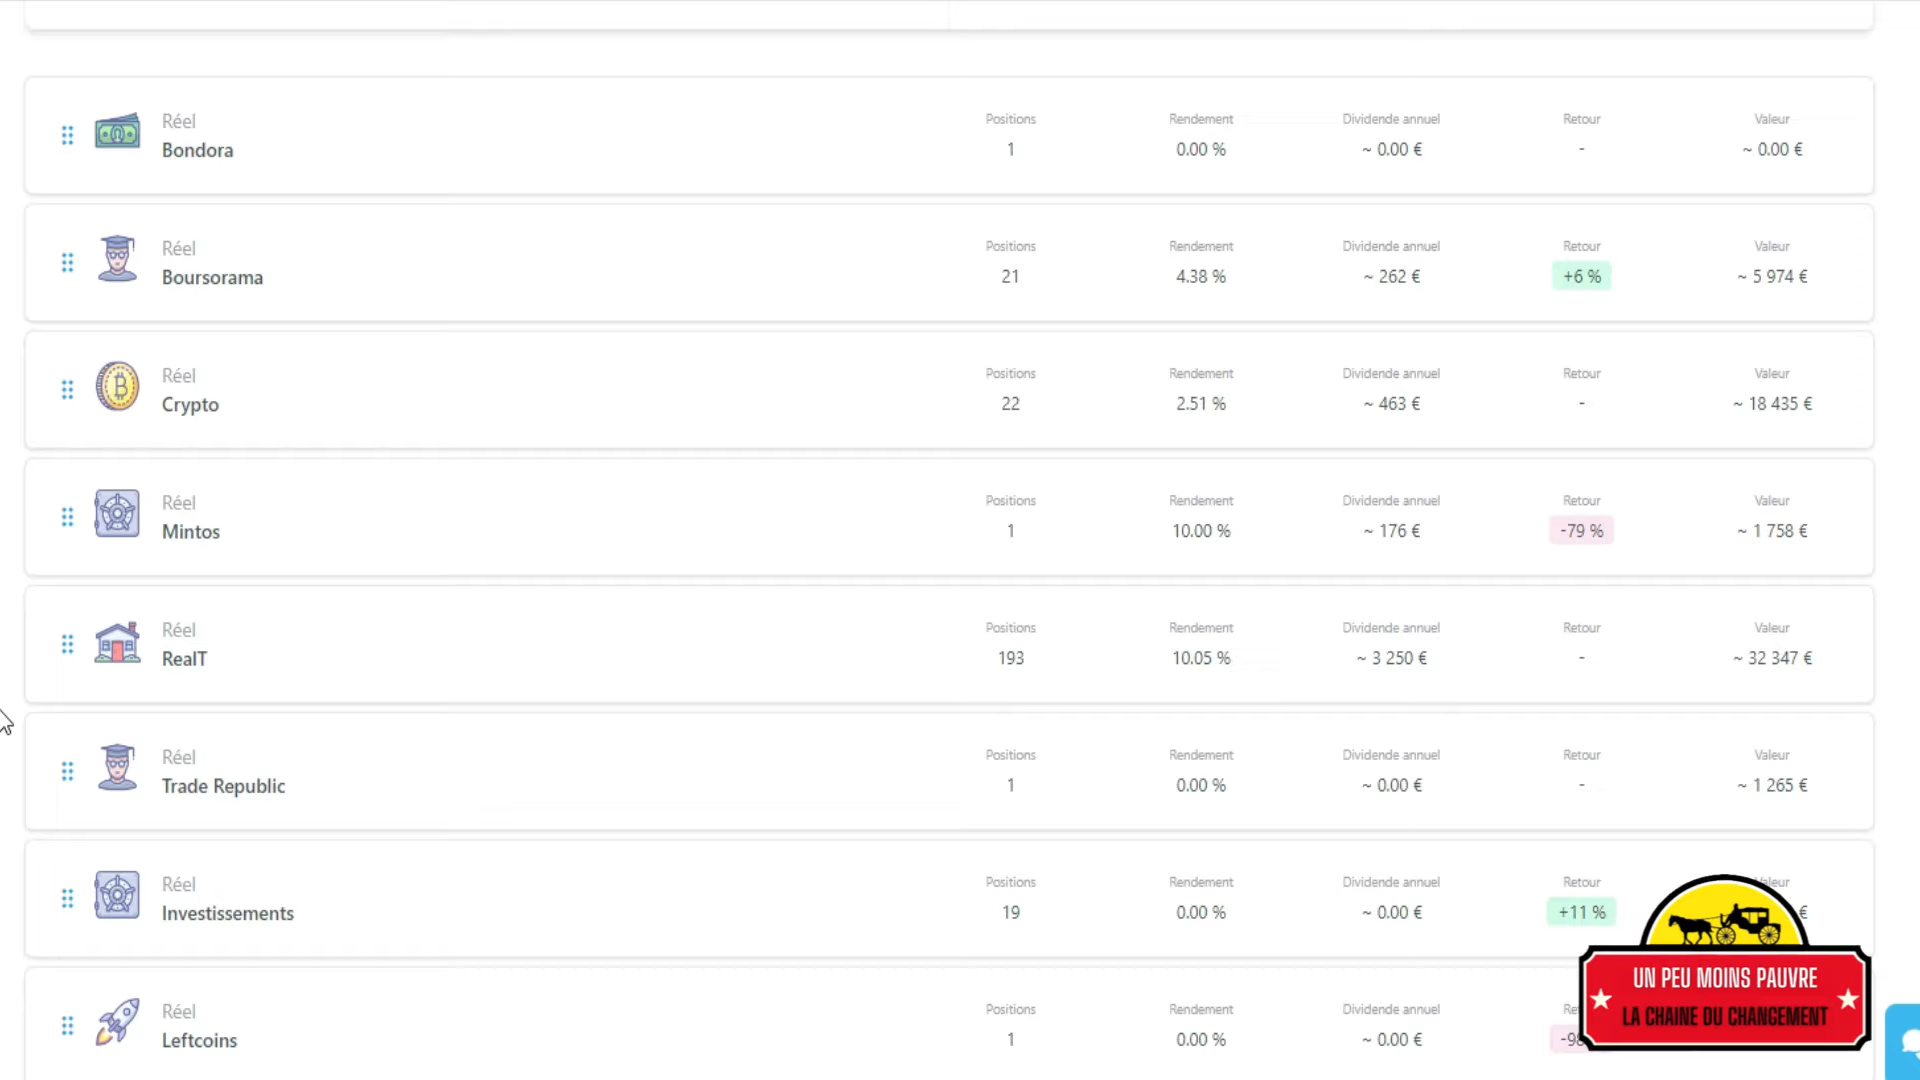 Réel
Bondora
Positions Rendement Dividende annuel Retour Valeur
1 0.00 % ~ 0.00 € - ~ 0.00 €
Réel
Boursorama
Positions Rendement Dividende annuel Retour Valeur
21 4.38 % ~ 262 € +6 % ~ 5 974 €
Réel
Crypto
Positions Rendement Dividende annuel Retour Valeur
22 2.51 % ~ 463 € - ~ 18 435 €
Réel
Mintos
Positions Rendement Dividende annuel Retour Valeur
1 10.00 % ~ 176 € -79 % ~ 1 758 €
Réel
RealT
Positions Rendement Dividende annuel Retour Valeur
193 10.05 % ~ 3 250 € - ~ 32 347 €
Réel
Trade Republic
Positions Rendement Dividende annuel Retour Valeur
1 0.00 % ~ 0.00 € - ~ 1 265 €
Réel
Investissements
Positions Rendement Dividende annuel Retour
19 0.00 % ~ 0.00 € +11 % €
Réel
Leftcoins
Positions Rendement Dividende annuel
1 0.00 % ~ 0.00 €
UN PEU MOINS PAUVRE
LA CHAINE DU CHANGEMENT